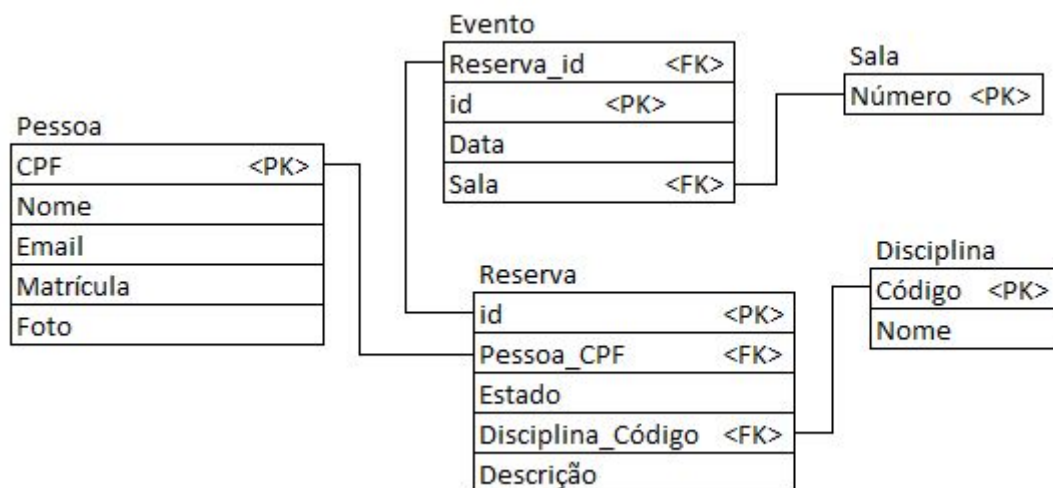 Evento
Reserva_id <FK>
id <PK>
Data
Sala <FK>
Sala
Número <PK>
Pessoa
CPF <PK>
Nome
Email
Matrícula
Foto
Reserva
id <PK>
Pessoa_CPF <FK>
Estado
Disciplina_Código <FK>
Descrição
Disciplina
Código <PK>
Nome